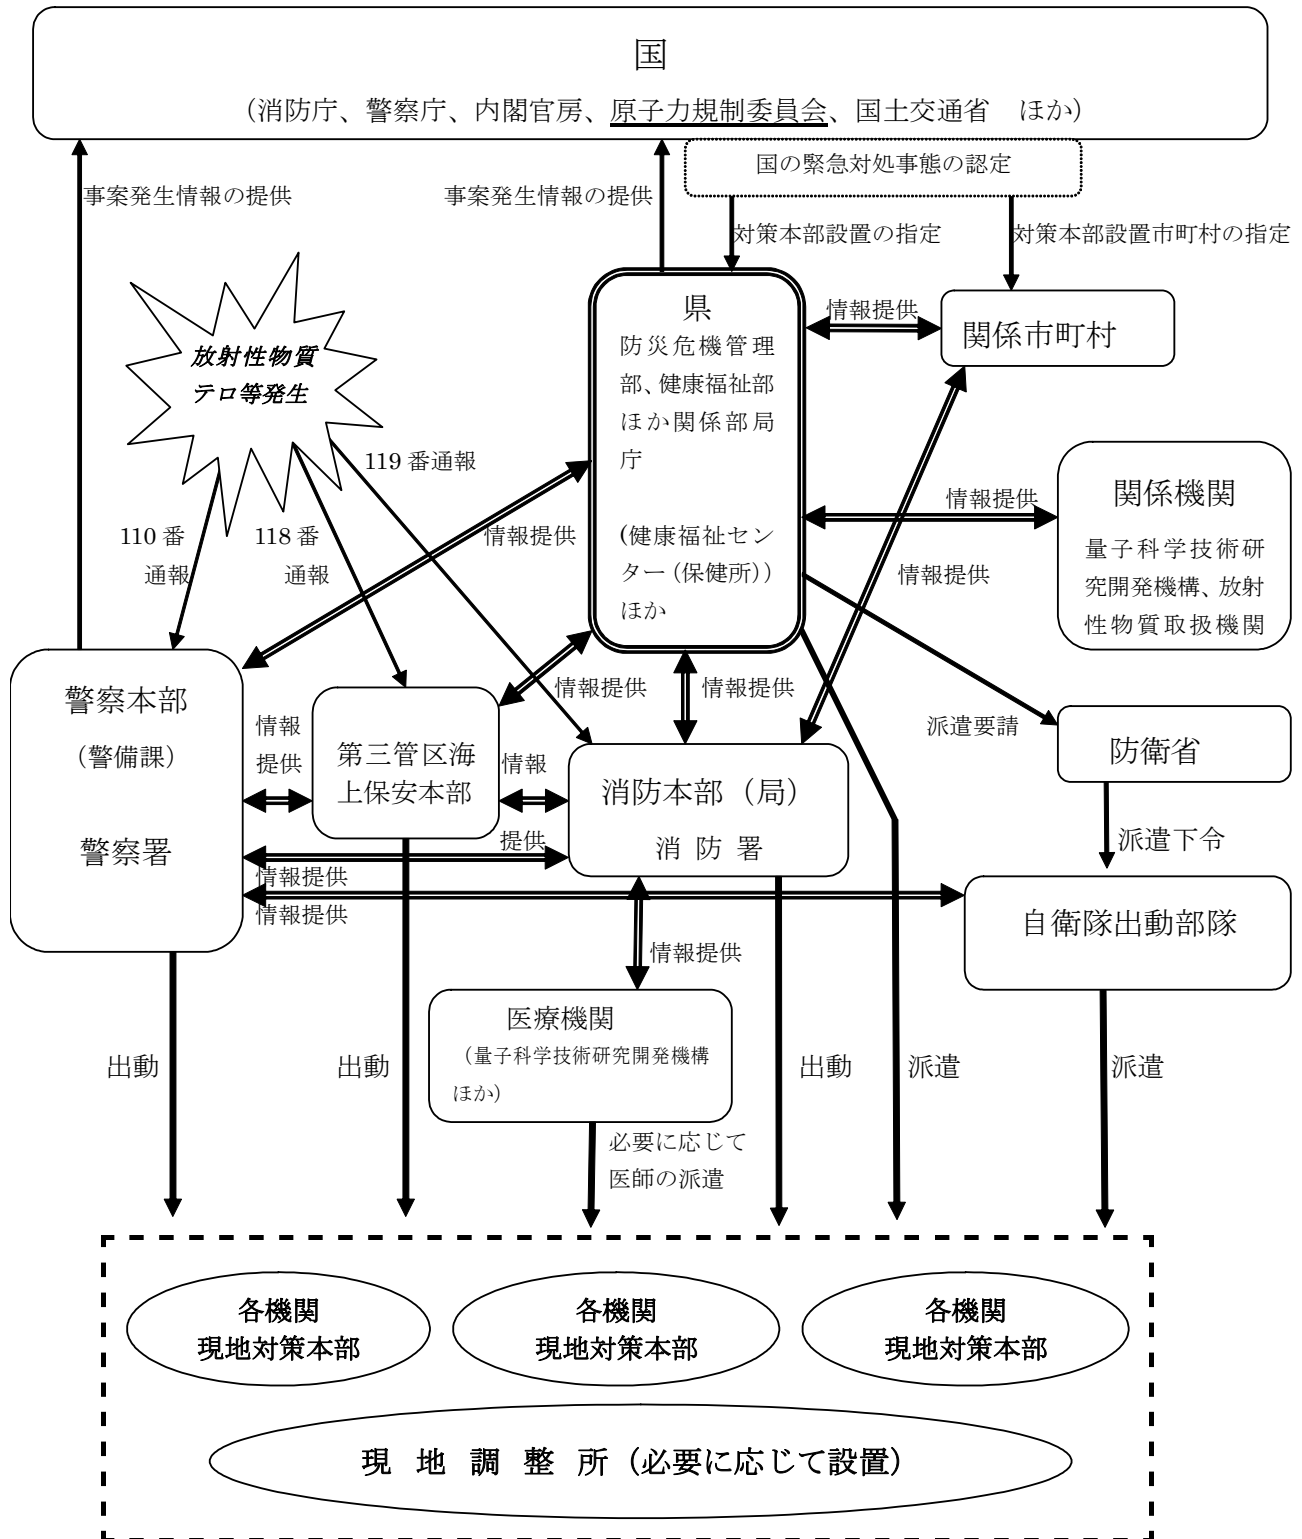 国
（消防庁、警察庁、内閣官房、原子力規制委員会、国土交通省　ほか）
国の緊急対処事態の認定
事案発生情報の提供
事案発生情報の提供
対策本部設置の指定
対策本部設置市町村の指定
放射性物質
テロ等発生
県
防災危機管理
部、健康福祉部
ほか関係部局
庁
(健康福祉セン
ター（保健所））
ほか
情報提供
関係市町村
119 番通報
110 番
通報
118 番
通報
情報提供
情報提供
関係機関
量子科学技術研
究開発機構、放射
性物質取扱機関
情報提供
情報提供
情報提供
派遣要請
警察本部
（警備課）
警察署
情報
提供
第三管区海
上保安本部
情報
提供
消防本部（局）
消 防 署
防衛省
派遣下令
情報提供
情報提供
自衛隊出動部隊
情報提供
医療機関
（量子科学技術研究開発機構
ほか）
出動
出動
出動
派遣
派遣
必要に応じて
医師の派遣
各機関
現地対策本部
各機関
現地対策本部
各機関
現地対策本部
現 地 調 整 所（必要に応じて設置）